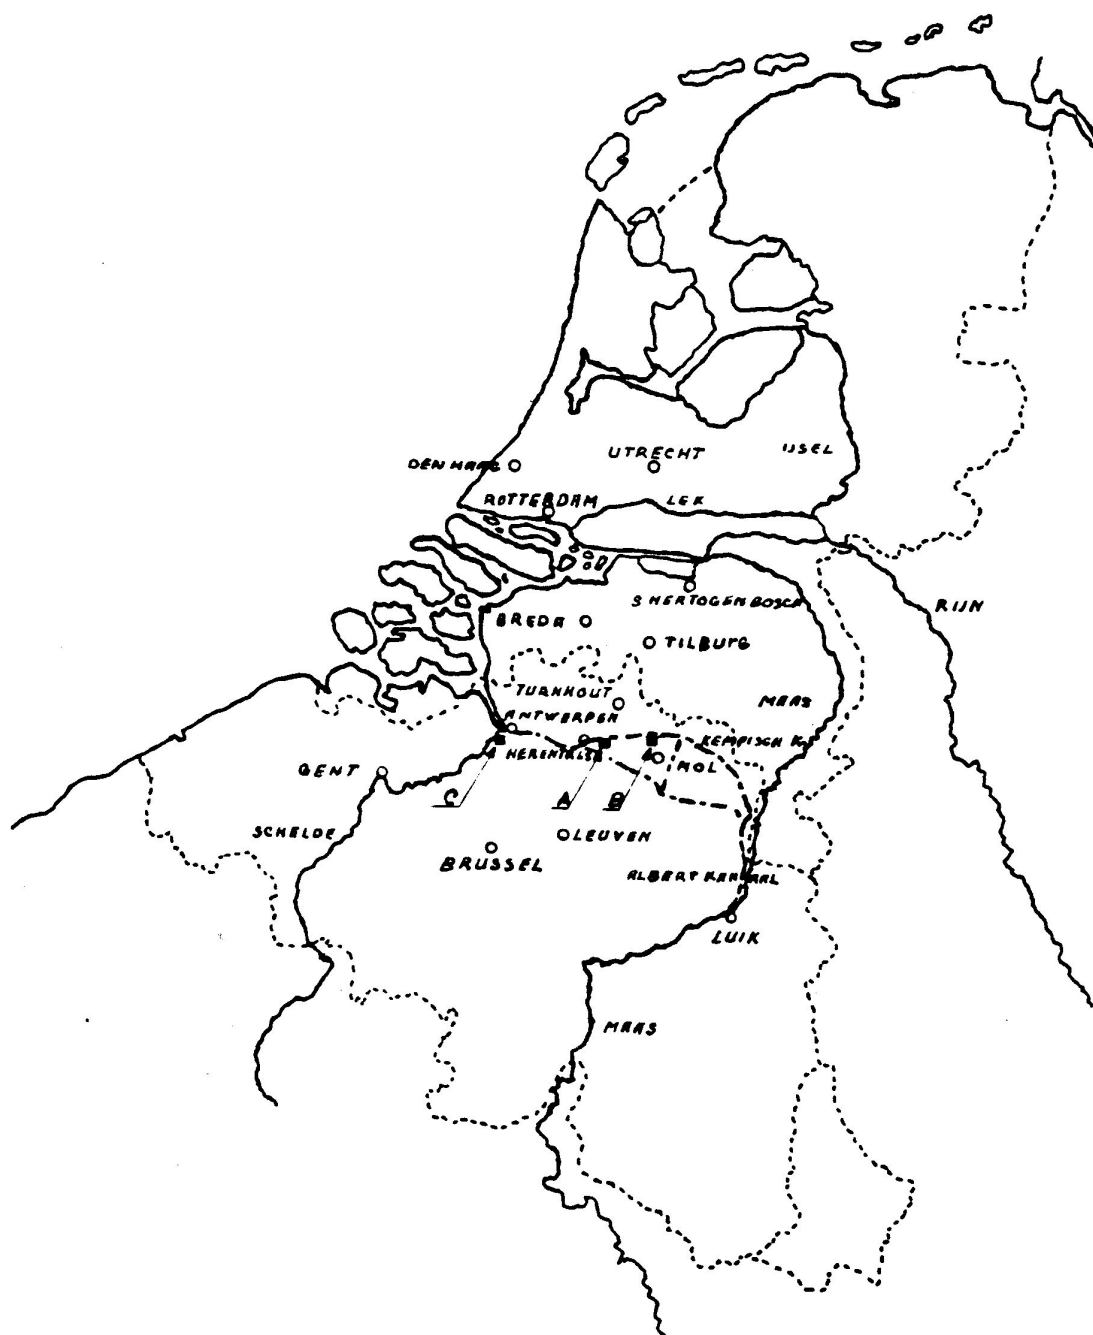 DEN HAAG
UTRECHT
IJSEL
ROTTERDAM
LEK
S HERTOGENBOSCH
RIJN
BREDA
TILBURG
TURNHOUT
MAAS
ANTWERPEN
KEMPISCH K.
HERENTALS
MOL
GENT
C
A
B
SCHELDE
LEUVEN
BRUSSEL
ALBERT KANAAL
LUIK
MAAS